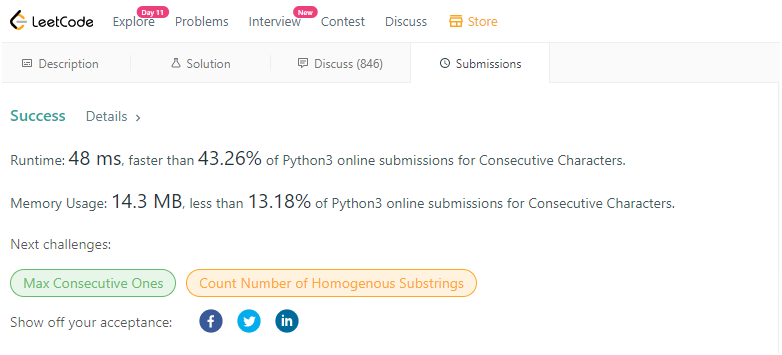 Day 11 New
LeetCode Explore Problems Interview Contest Discuss Store
Description Solution Discuss (846) Submissions
Success Details >
Runtime: 48 ms, faster than 43.26% of Python3 online submissions for Consecutive Characters.
Memory Usage: 14.3 MB, less than 13.18% of Python3 online submissions for Consecutive Characters.
Next challenges:
Max Consecutive Ones Count Number of Homogenous Substrings
Show off your acceptance: